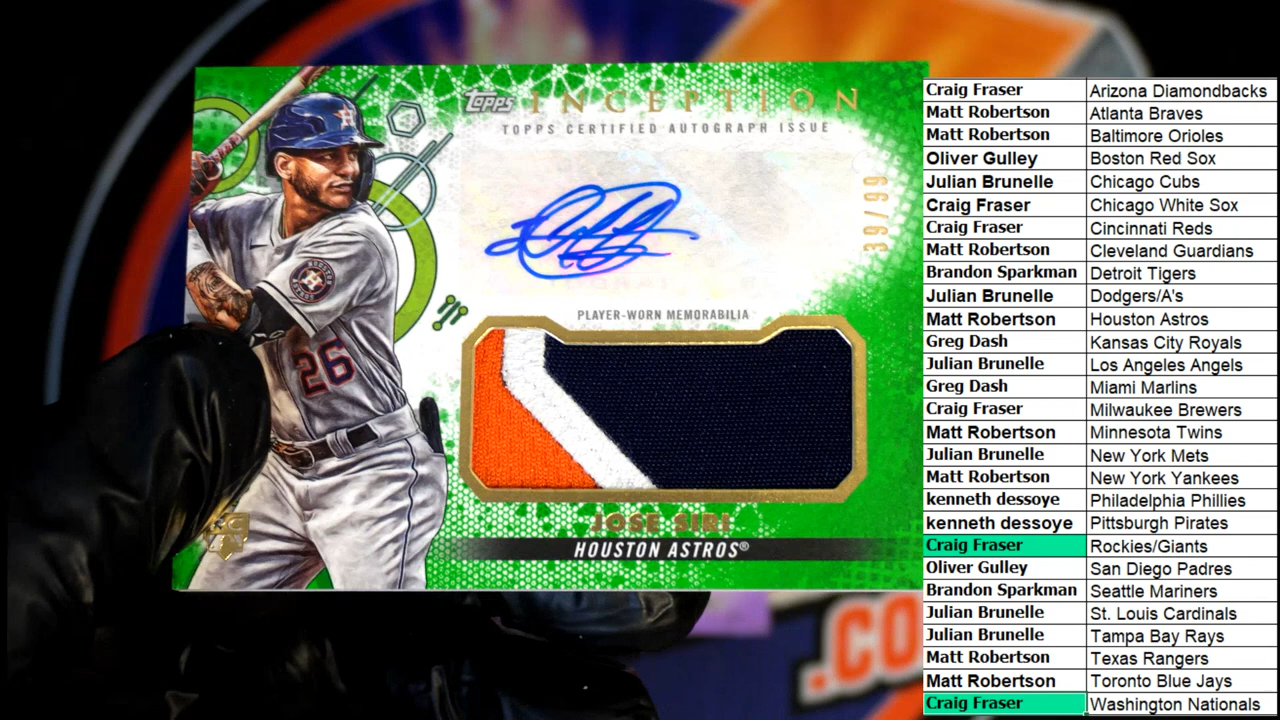 topps INCEPTION
TOPPS CERTIFIED AUTOGRAPH ISSUE
39/99
PLAYER-WORN MEMORABILIA
26
JOSE SIRI
HOUSTON ASTROS®
RC
.CO
Craig Fraser Arizona Diamondbacks
Matt Robertson Atlanta Braves
Matt Robertson Baltimore Orioles
Oliver Gulley Boston Red Sox
Julian Brunelle Chicago Cubs
Craig Fraser Chicago White Sox
Craig Fraser Cincinnati Reds
Matt Robertson Cleveland Guardians
Brandon Sparkman Detroit Tigers
Julian Brunelle Dodgers/A's
Matt Robertson Houston Astros
Greg Dash Kansas City Royals
Julian Brunelle Los Angeles Angels
Greg Dash Miami Marlins
Craig Fraser Milwaukee Brewers
Matt Robertson Minnesota Twins
Julian Brunelle New York Mets
Matt Robertson New York Yankees
kenneth dessoye Philadelphia Phillies
kenneth dessoye Pittsburgh Pirates
Craig Fraser Rockies/Giants
Oliver Gulley San Diego Padres
Brandon Sparkman Seattle Mariners
Julian Brunelle St. Louis Cardinals
Julian Brunelle Tampa Bay Rays
Matt Robertson Texas Rangers
Matt Robertson Toronto Blue Jays
Craig Fraser Washington Nationals